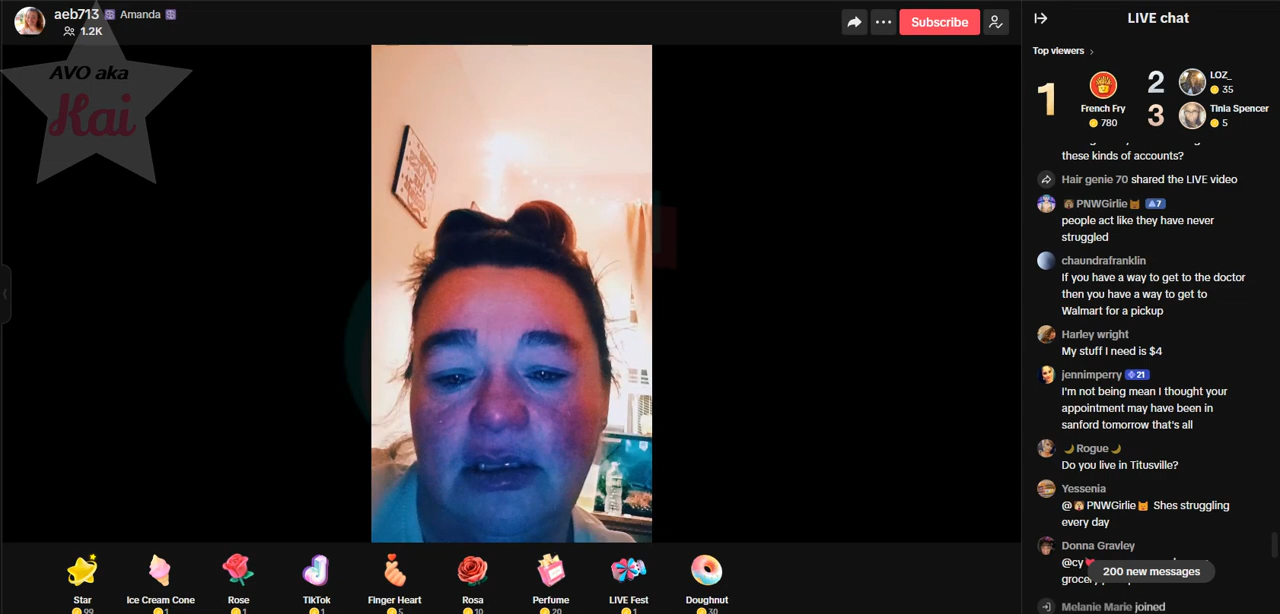 aeb713 Amanda
1.2K
Subscribe
AVO aka
Kai
LIVE chat
Top viewers
1
French Fry
780
2
LOZ_
35
3
Tinla Spencer
5
these kinds of accounts?
Hair genie 70 shared the LIVE video
PNWGirlie 7
people act like they have never
struggled
chaundrafranklin
If you have a way to get to the doctor
then you have a way to get to
Walmart for a pickup
Harley wright
My stuff I need is $4
jennimperry 21
I'm not being mean I thought your
appointment may have been in
sanford tomorrow that's all
Rogue
Do you live in Titusville?
Yessenia
@PNWGirlie Shes struggling
every day
Donna Gravley
@cy
200 new messages
Melanie Marie joined
Star
99
Ice Cream Cone
1
Rose
1
TikTok
1
Finger Heart
5
Rosa
10
Perfume
20
LIVE Fest
1
Doughnut
30